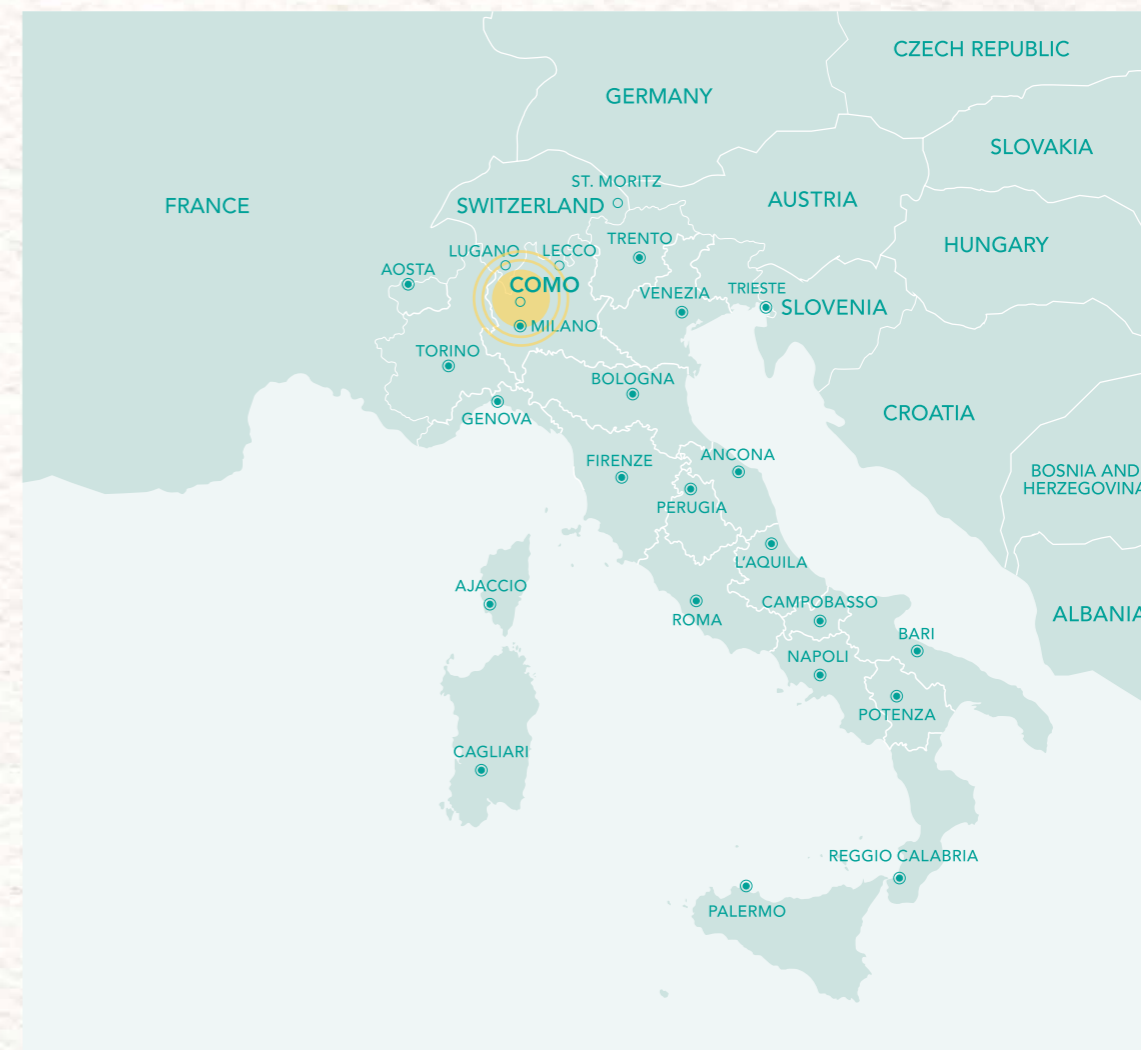 CZECH REPUBLIC
GERMANY
SLOVAKIA
ST. MORITZ
FRANCE
SWITZERLAND
AUSTRIA
TRENTO
HUNGARY
LUGANO
LECCO
AOSTA
COMO
VENEZIA
TRIESTE
SLOVENIA
MILANO
TORINO
BOLOGNA
GENOVA
CROATIA
FIRENZE
ANCONA
BOSNIA AND
HERZEGOVINA
PERUGIA
L'AQUILA
AJACCIO
CAMPOBASSO
ROMA
ALBANIA
BARI
NAPOLI
POTENZA
CAGLIARI
REGGIO CALABRIA
PALERMO